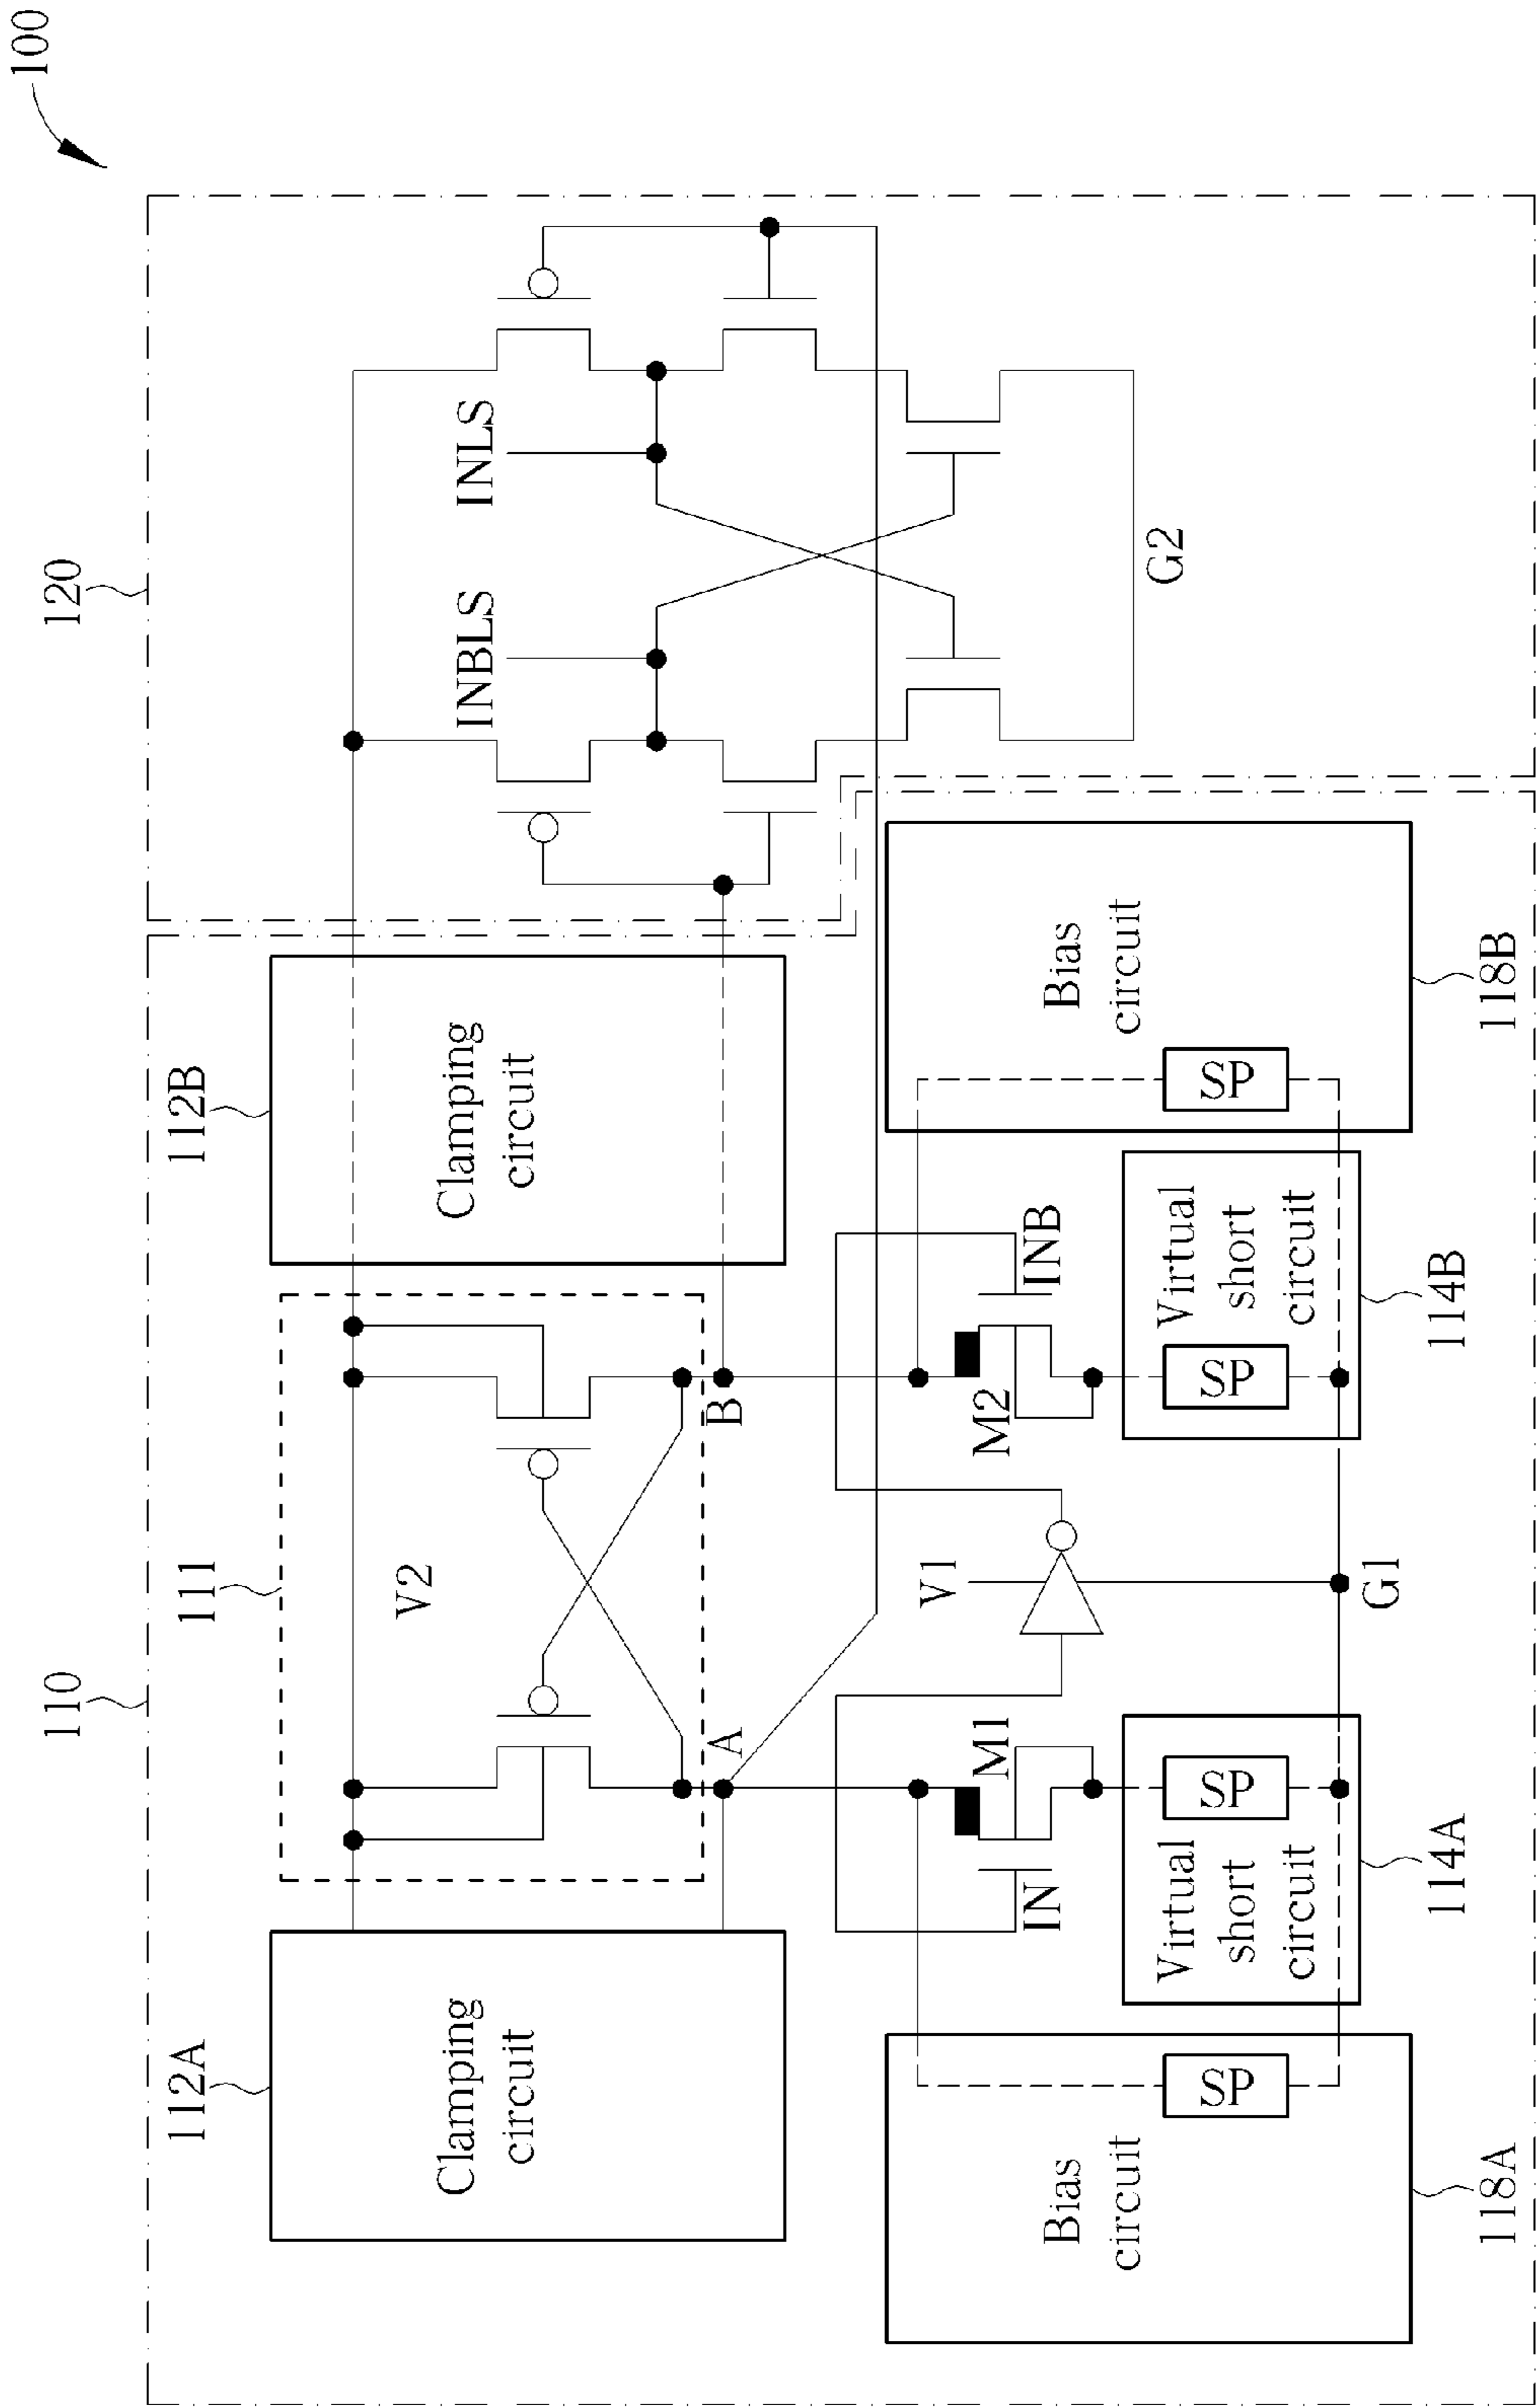 100
110
120
111
112A
112B
Clamping
circuit
Clamping
circuit
V2
INBLS
INLS
A
B
IN
M1
V1
M2
INB
G2
Bias
circuit
SP
Virtual
short
circuit
SP
Virtual
short
circuit
SP
Bias
circuit
SP
G1
118A
114A
114B
118B